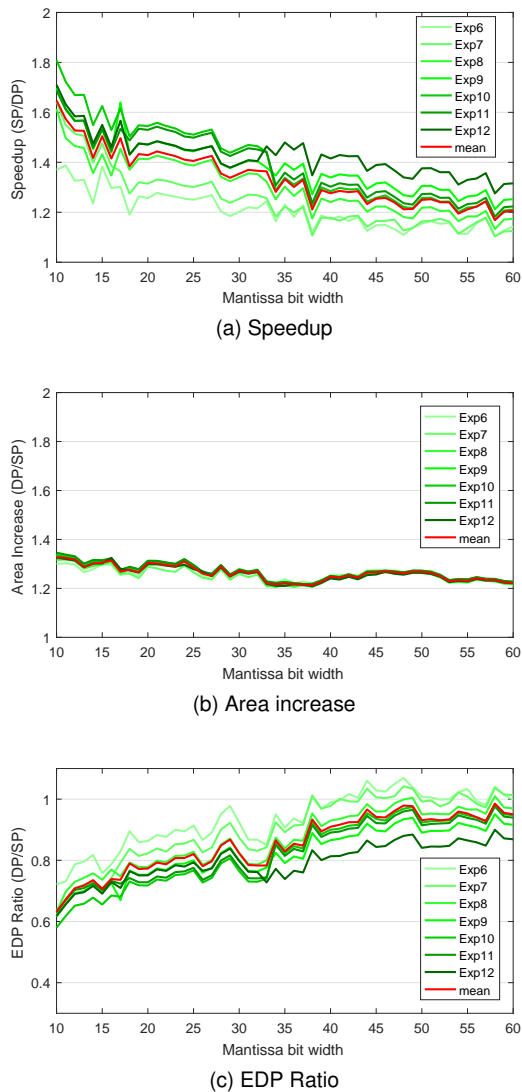 2
1.8
1.6
1.4
1.2
1
Speedup (SP/DP)
10 15 20 25 30 35 40 45 50 55 60
Mantissa bit width
Exp6
Exp7
Exp8
Exp9
Exp10
Exp11
Exp12
mean
(a) Speedup
2
1.8
1.6
1.4
1.2
1
Area Increase (DP/SP)
10 15 20 25 30 35 40 45 50 55 60
Mantissa bit width
Exp6
Exp7
Exp8
Exp9
Exp10
Exp11
Exp12
mean
(b) Area increase
1
0.8
0.6
0.4
EDP Ratio (DP/SP)
10 15 20 25 30 35 40 45 50 55 60
Mantissa bit width
Exp6
Exp7
Exp8
Exp9
Exp10
Exp11
Exp12
mean
(c) EDP Ratio